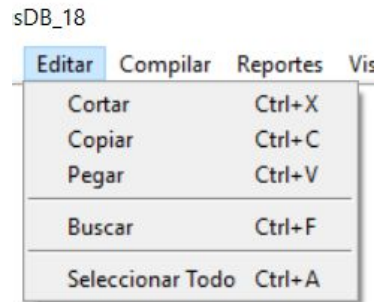 sDB_18
Editar Compilar Reportes Vis
Cortar Ctrl+X
Copiar Ctrl+C
Pegar Ctrl+V
Buscar Ctrl+F
Seleccionar Todo Ctrl+A